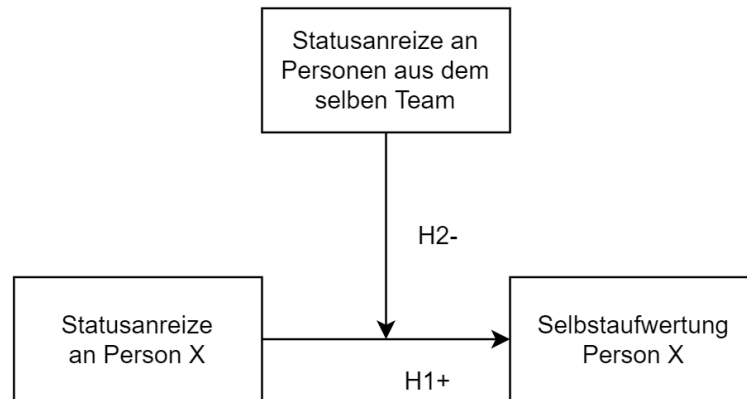 Statusanreize an
Personen aus dem
selben Team
H2-
Statusanreize
an Person X
Selbstaufwertung
Person X
H1+